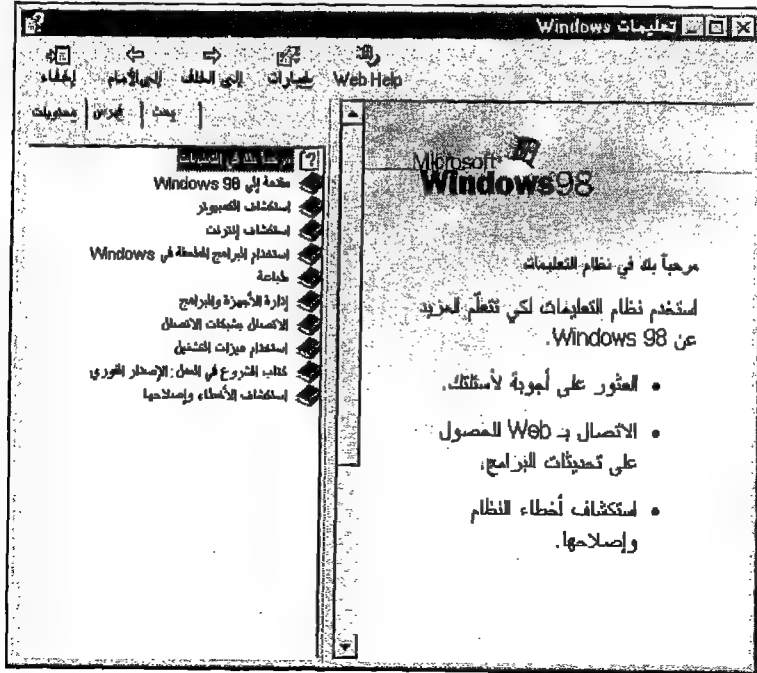 تعليمات Windows
إخفاء إلى الأمام إلى الخلف خيارات Web Help
محتويات فهرس بحث
مرحباً بك في التعليمات
مقدمة إلى Windows 98
استكشاف الكمبيوتر
استكشاف إنترنت
استخدام البرامج الملحقة في Windows
طباعة
إدارة الأجهزة والبرامج
الاتصال بشبكات الاتصال
استخدام ميزات التشغيل
كتاب الشروع في العمل: الإصدار الفوري
استكشاف الأخطاء وإصلاحها
Microsoft
Windows98
مرحباً بك في نظام التعليمات
استخدم نظام التعليمات لكي تتعلّم المزيد
عن Windows 98.
• العثور على أجوبة لأسئلتك.
• الاتصال بـ Web للحصول
على تحديثات البرامج.
• استكشاف أخطاء النظام
وإصلاحها.